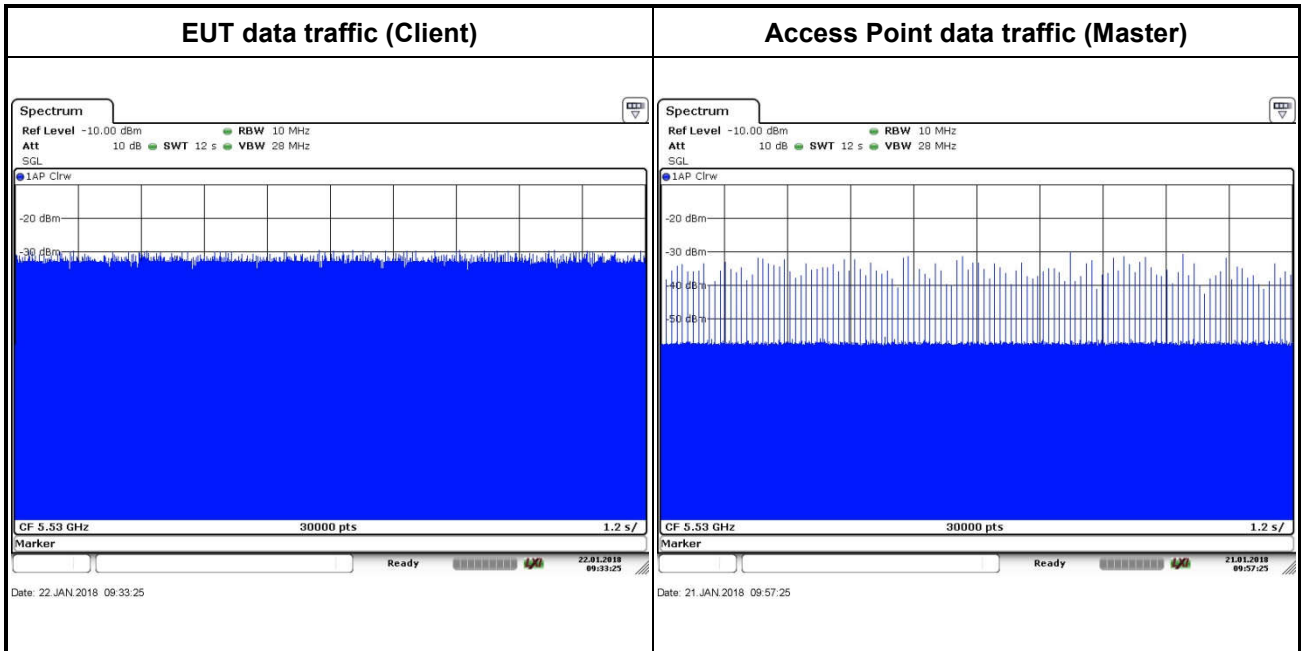 EUT data traffic (Client)
Access Point data traffic (Master)
Spectrum
Ref Level -10.00 dBm RBW 10 MHz
Att 10 dB SWT 12 s VBW 28 MHz
SGL
1AP Clrw
-20 dBm
-30 dBm
CF 5.53 GHz 30000 pts 1.2 s/
Marker
Ready 22.01.2018
09:33:25
Date: 22.JAN.2018 09:33:25
Spectrum
Ref Level -10.00 dBm RBW 10 MHz
Att 10 dB SWT 12 s VBW 28 MHz
SGL
1AP Clrw
-20 dBm
-30 dBm
-40 dBm
-50 dBm
CF 5.53 GHz 30000 pts 1.2 s/
Marker
Ready 21.01.2018
09:57:25
Date: 21.JAN.2018 09:57:25